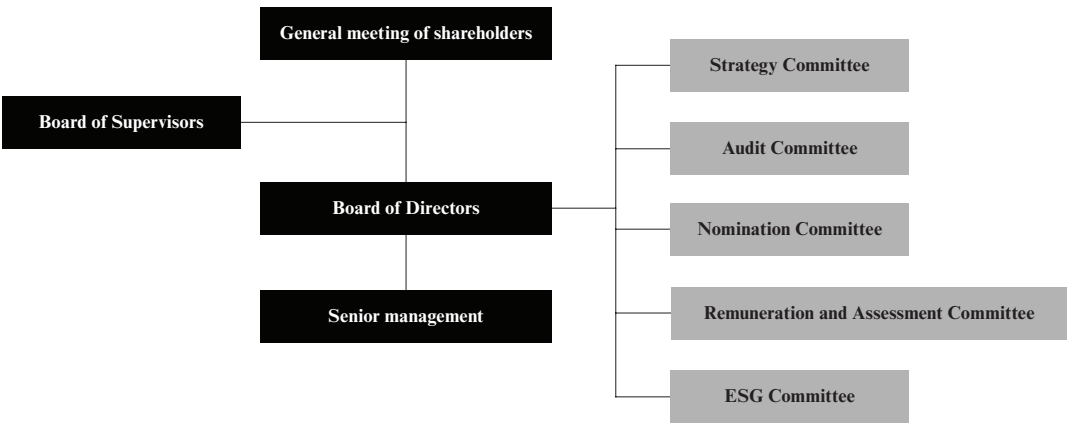 General meeting of shareholders
Strategy Committee
Board of Supervisors
Audit Committee
Board of Directors
Nomination Committee
Senior management
Remuneration and Assessment Committee
ESG Committee